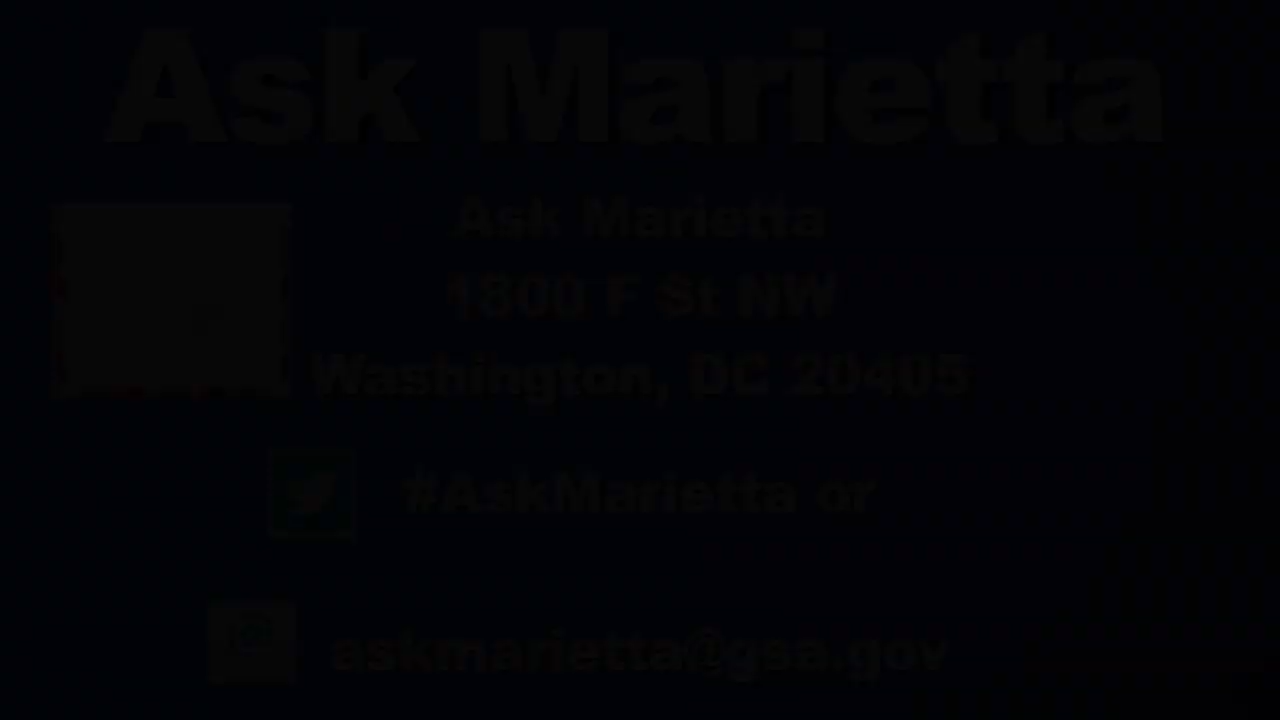 Ask Marietta
Ask Marietta
1800 F St NW
Washington, DC 20405
#AskMarietta or
askmarietta@gsa.gov